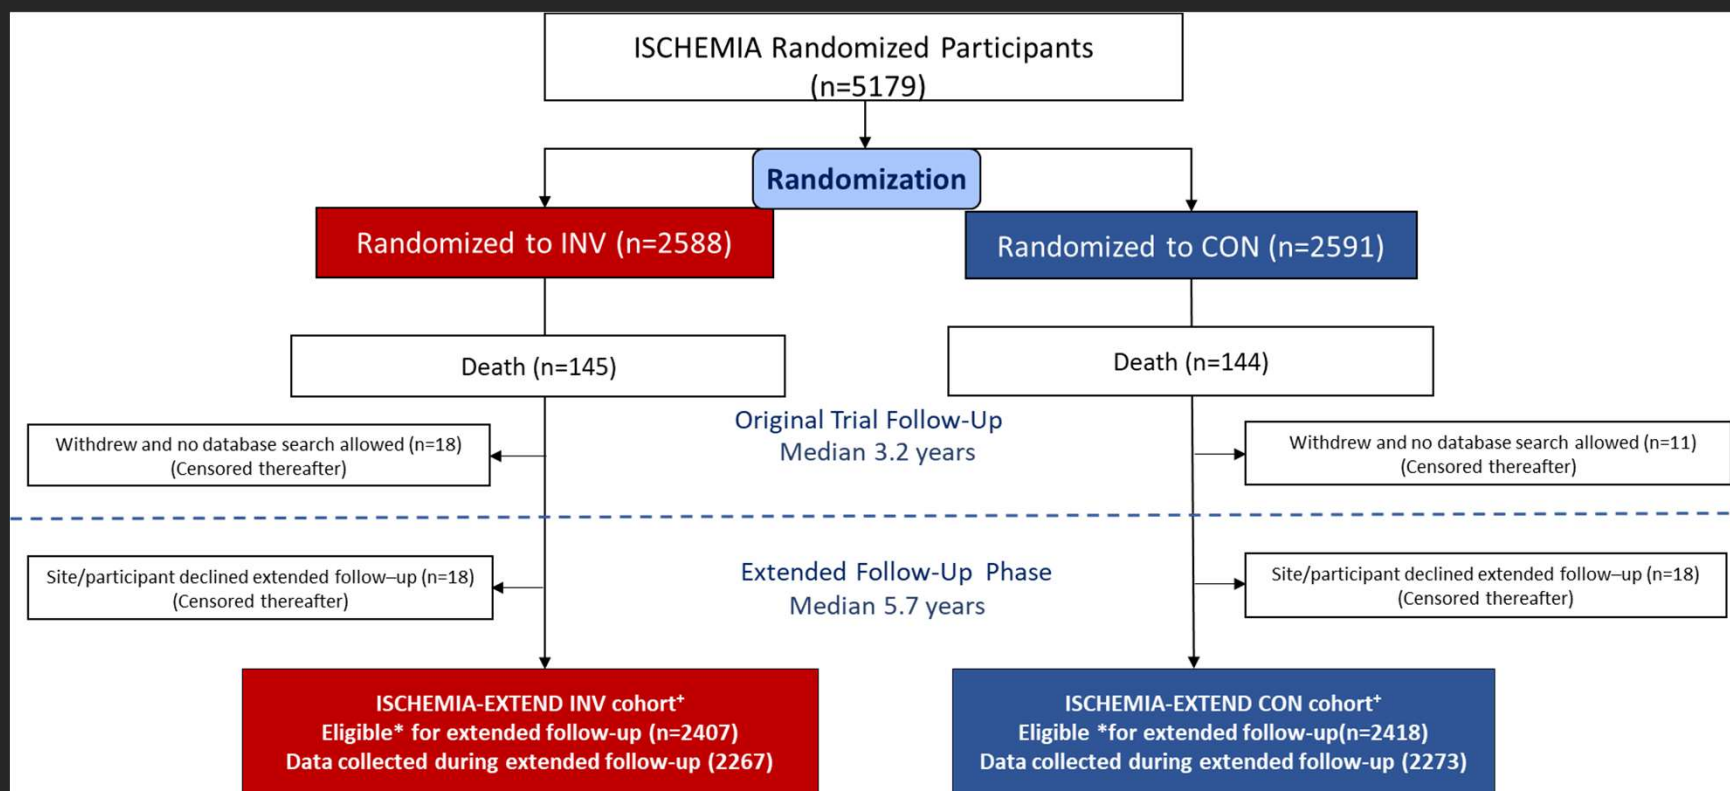 ISCHEMIA Randomized Participants
(n=5179)
Randomization
Randomized to INV (n=2588)
Randomized to CON (n=2591)
Death (n=145)
Death (n=144)
Original Trial Follow-Up
Median 3.2 years
Withdrew and no database search allowed (n=18)
(Censored thereafter)
Withdrew and no database search allowed (n=11)
(Censored thereafter)
Site/participant declined extended follow–up (n=18)
(Censored thereafter)
Extended Follow-Up Phase
Median 5.7 years
Site/participant declined extended follow–up (n=18)
(Censored thereafter)
ISCHEMIA-EXTEND INV cohort⁺
Eligible* for extended follow-up (n=2407)
Data collected during extended follow-up (2267)
ISCHEMIA-EXTEND CON cohort⁺
Eligible *for extended follow-up(n=2418)
Data collected during extended follow-up (2273)